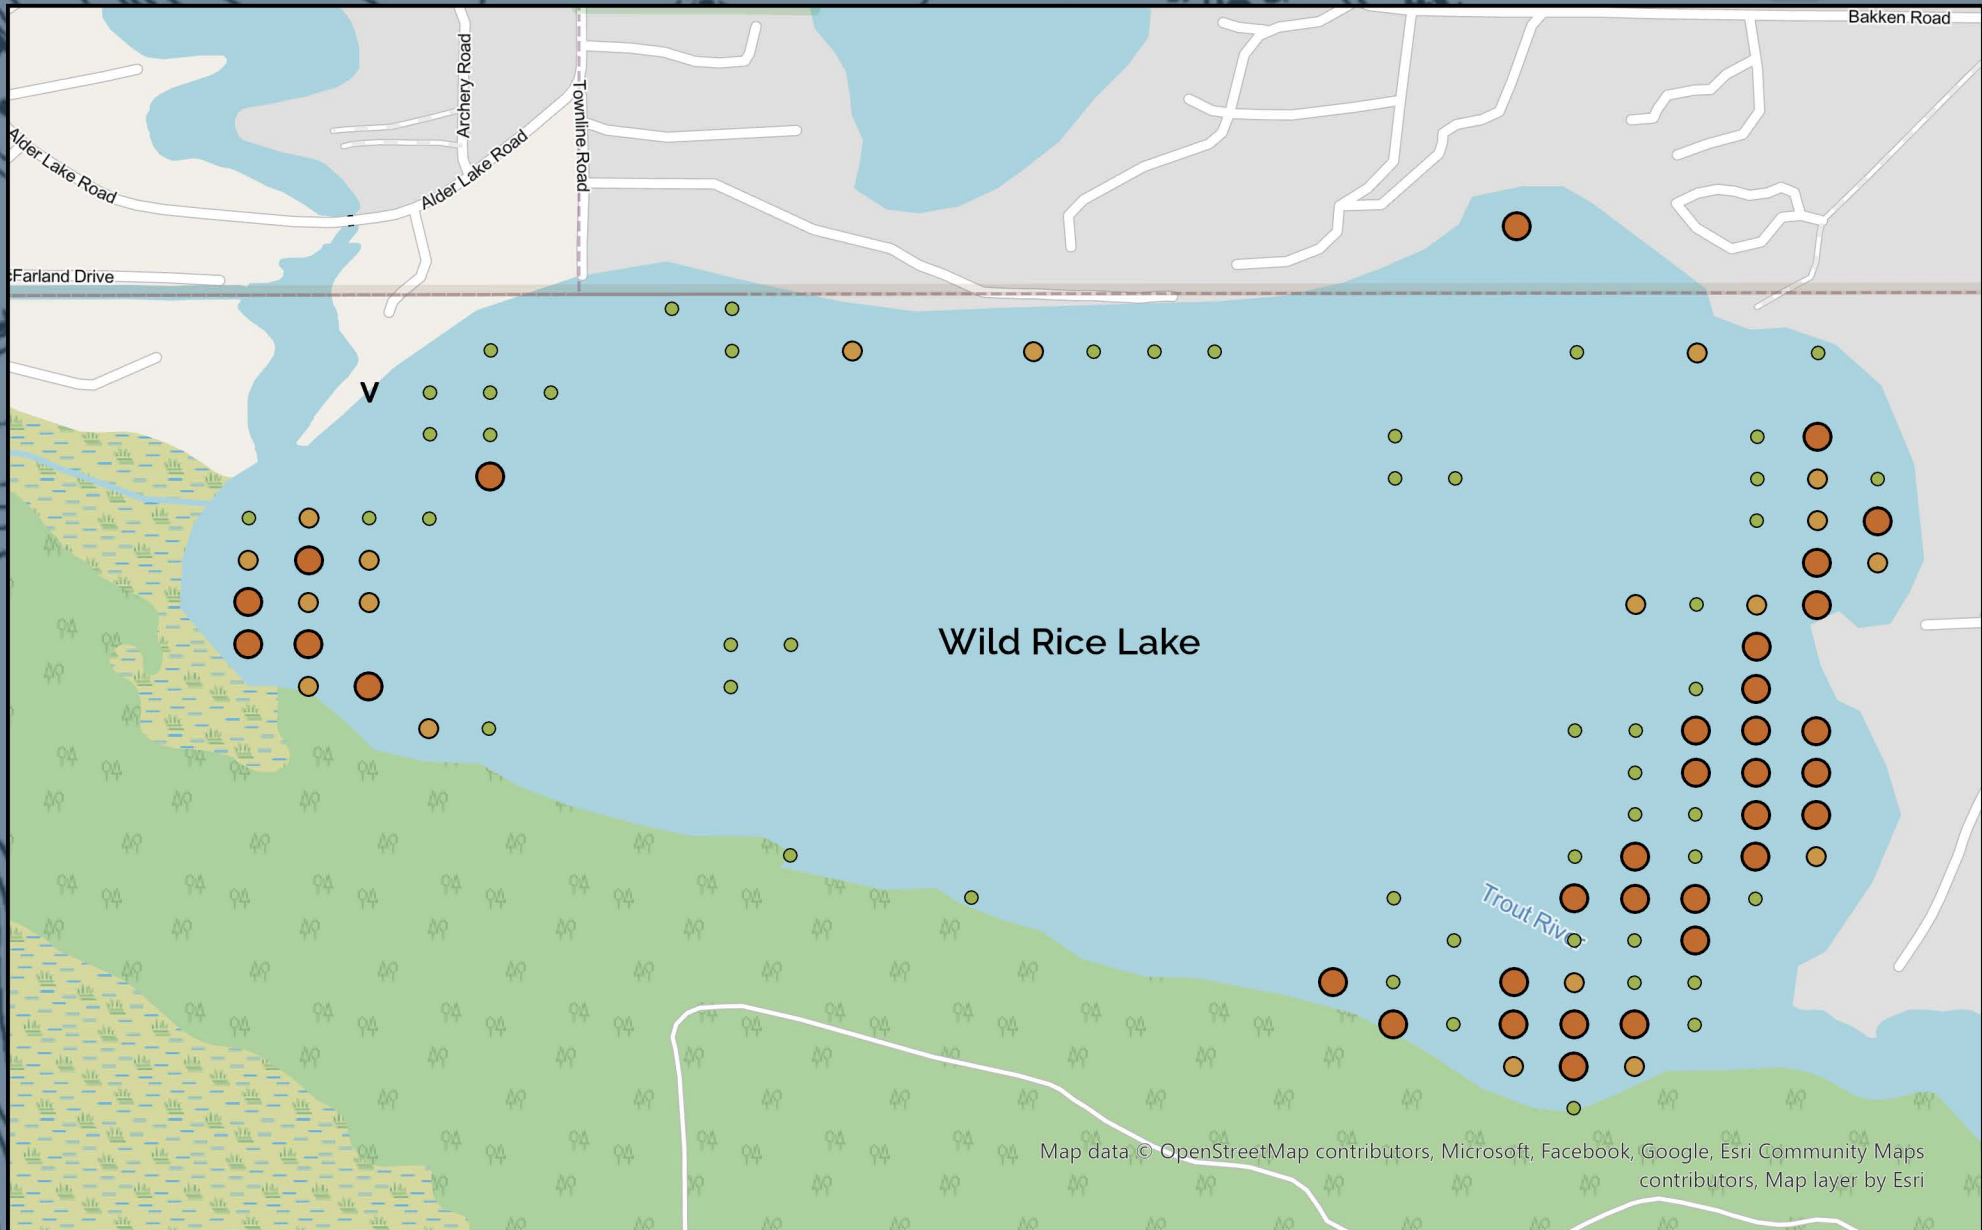 Bakken Road
Archery Road
Townline Road
Alder Lake Road
Alder Lake Road
cFarland Drive
V
Wild Rice Lake
Trout River
Map data © OpenStreetMap contributors, Microsoft, Facebook, Google, Esri Community Maps
contributors, Map layer by Esri